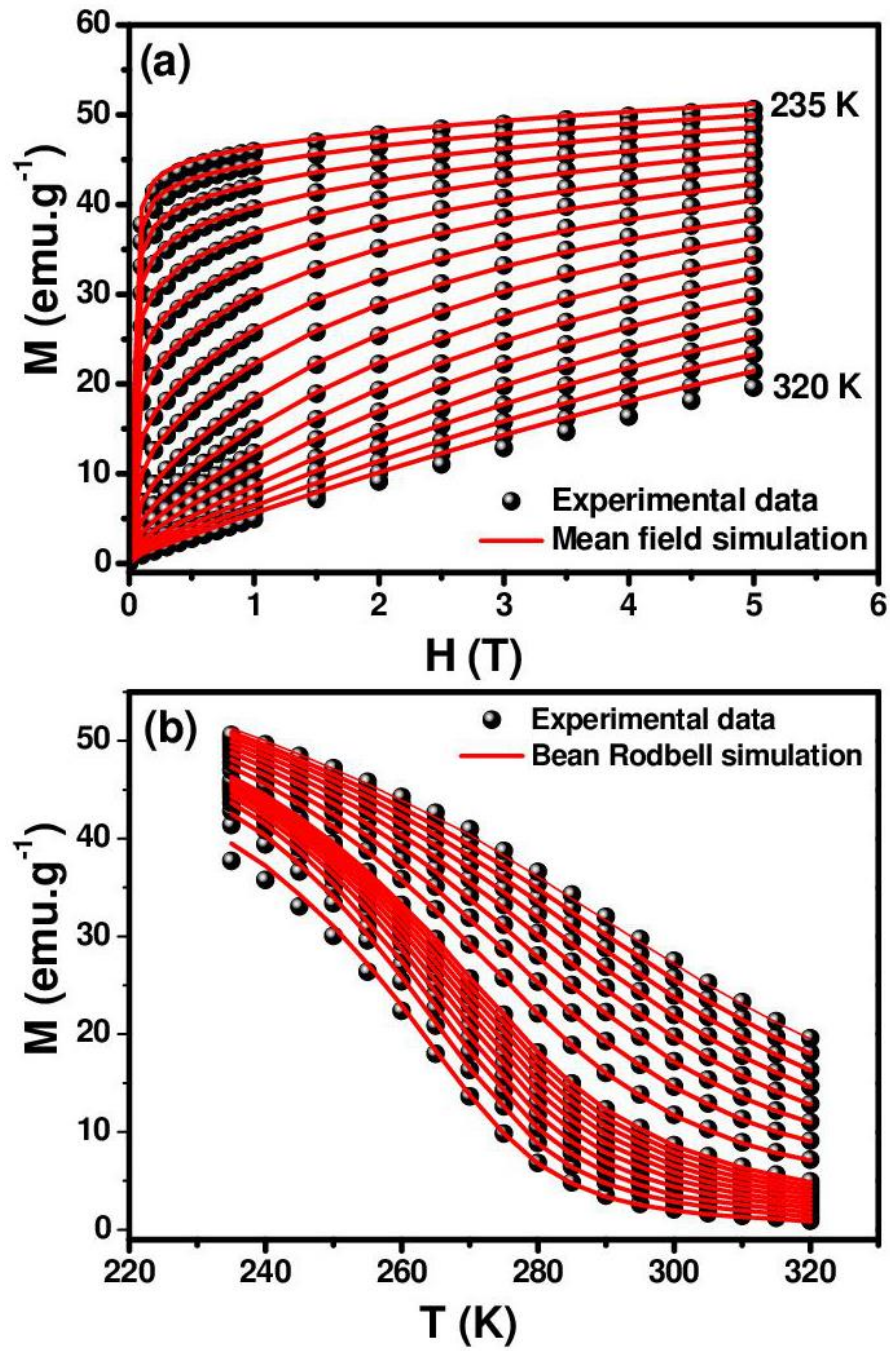 (a)
60
50
40
30
20
10
0
M (emu.g⁻¹)
235 K
320 K
Experimental data
Mean field simulation
0 1 2 3 4 5 6
H (T)
(b)
50
40
30
20
10
0
M (emu.g⁻¹)
Experimental data
Bean Rodbell simulation
220 240 260 280 300 320
T (K)